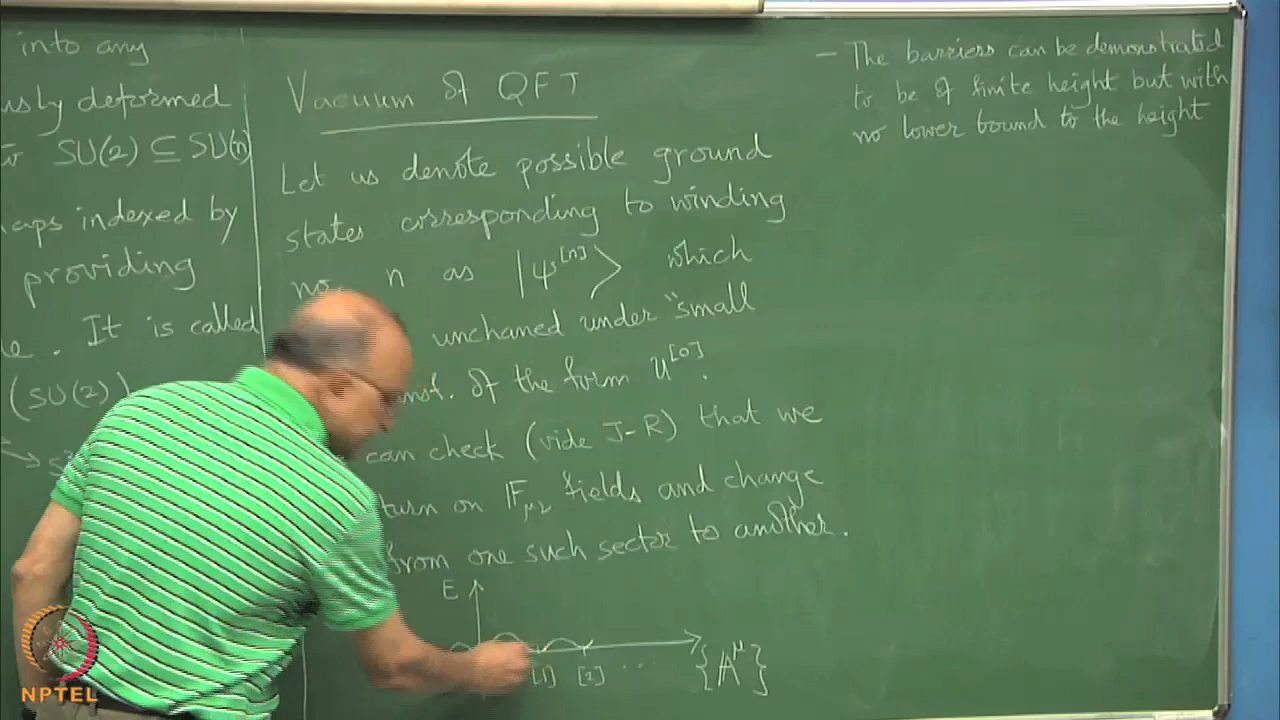 into any
usly deformed
SU(2) ⊆ SU(n)
maps indexed by
providing
It is called
(SU(2))
S³
Vacuum of QFT
Let us denote possible ground
states corresponding to winding
no. n as |ψ^[n]⟩ which
unchaned under "small
of the form U^[0].
can check (vide J-R) that we
turn on F_μν fields and change
from one such sector to another.
E
[1] [2] ... {A^μ}
- The barriers can be demonstrated
to be of finite height but with
no lower bound to the height
NPTEL